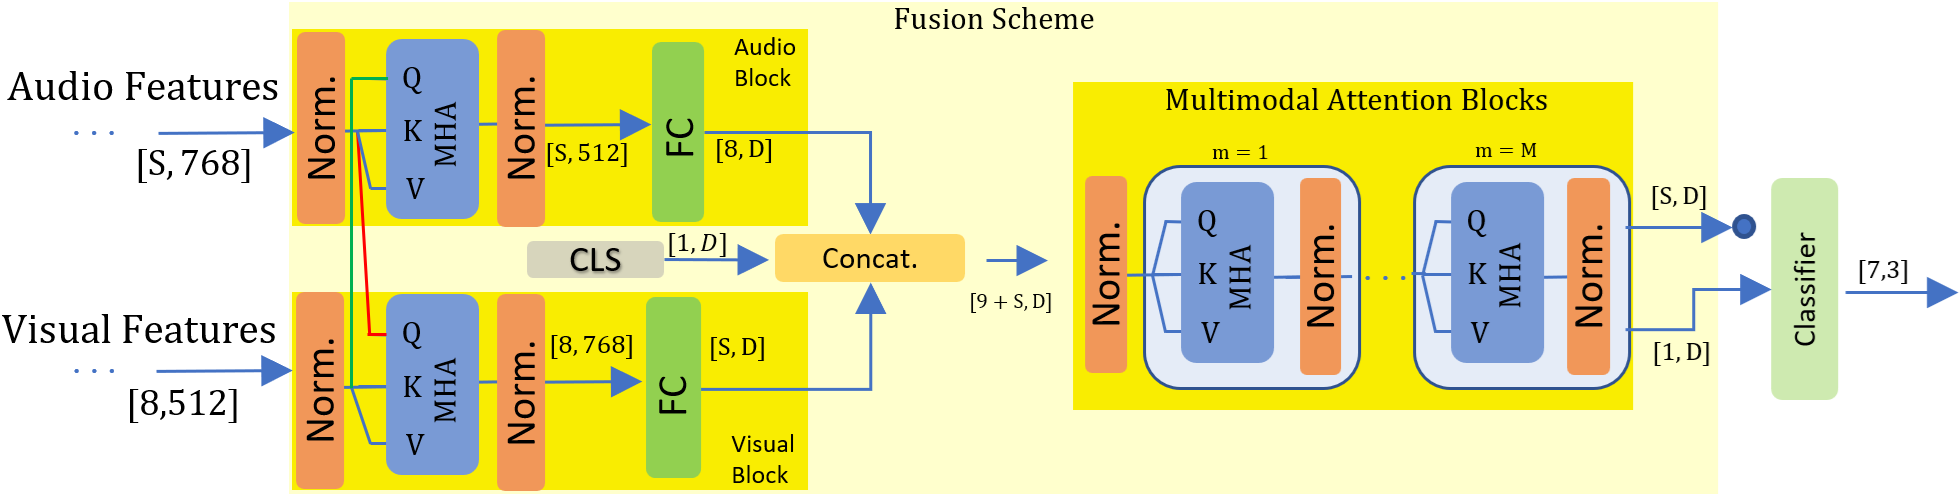 Fusion Scheme
Audio Features
. . .
[S, 768]
Norm.
Q
K
V
MHA
Norm.
[S, 512]
FC
Audio
Block
[8, D]
CLS
[1, D]
Concat.
[9 + S, D]
Visual Features
. . .
[8,512]
Norm.
Q
K
V
MHA
Norm.
[8, 768]
FC
[S, D]
Visual
Block
Multimodal Attention Blocks
Norm.
m = 1
Q
K
V
MHA
Norm.
. . .
m = M
Q
K
V
MHA
Norm.
[S, D]
[1, D]
Classifier
[7,3]